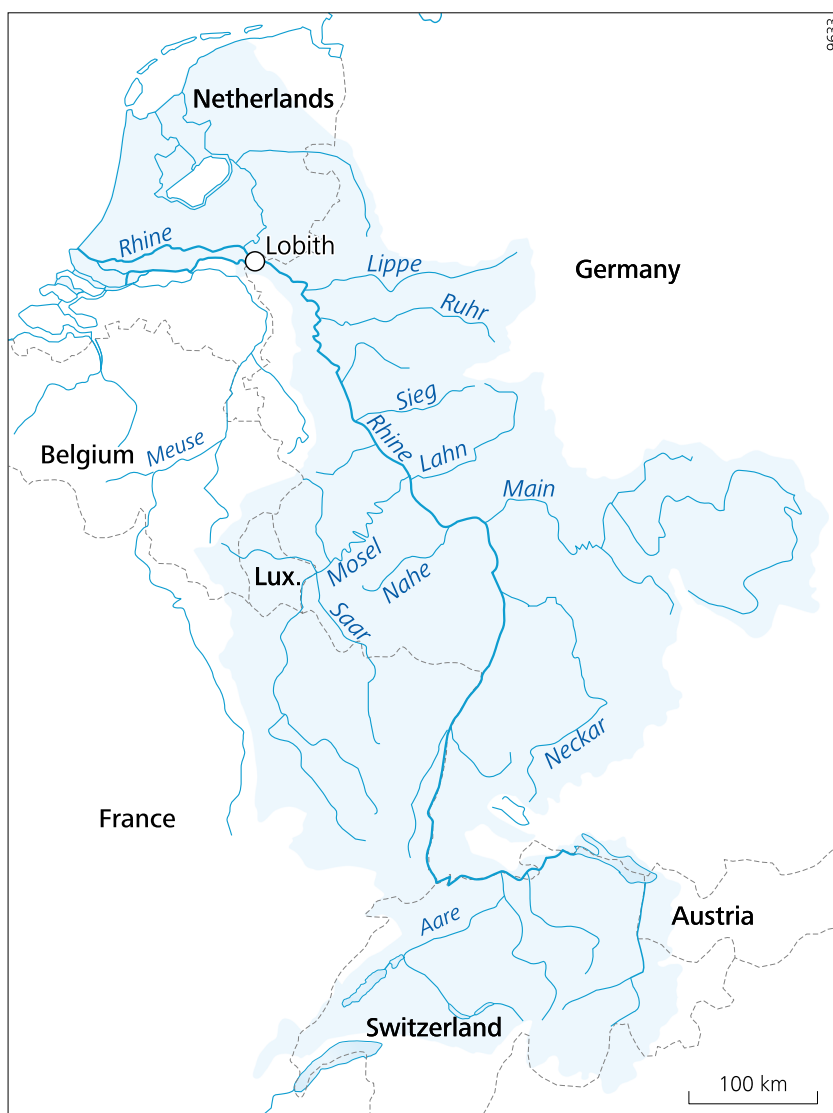 9633
Netherlands
Rhine
Lobith
Lippe
Germany
Ruhr
Sieg
Rhine
Belgium
Meuse
Lahn
Main
Lux.
Mosel
Nahe
Saar
Neckar
France
Aare
Austria
Switzerland
100 km